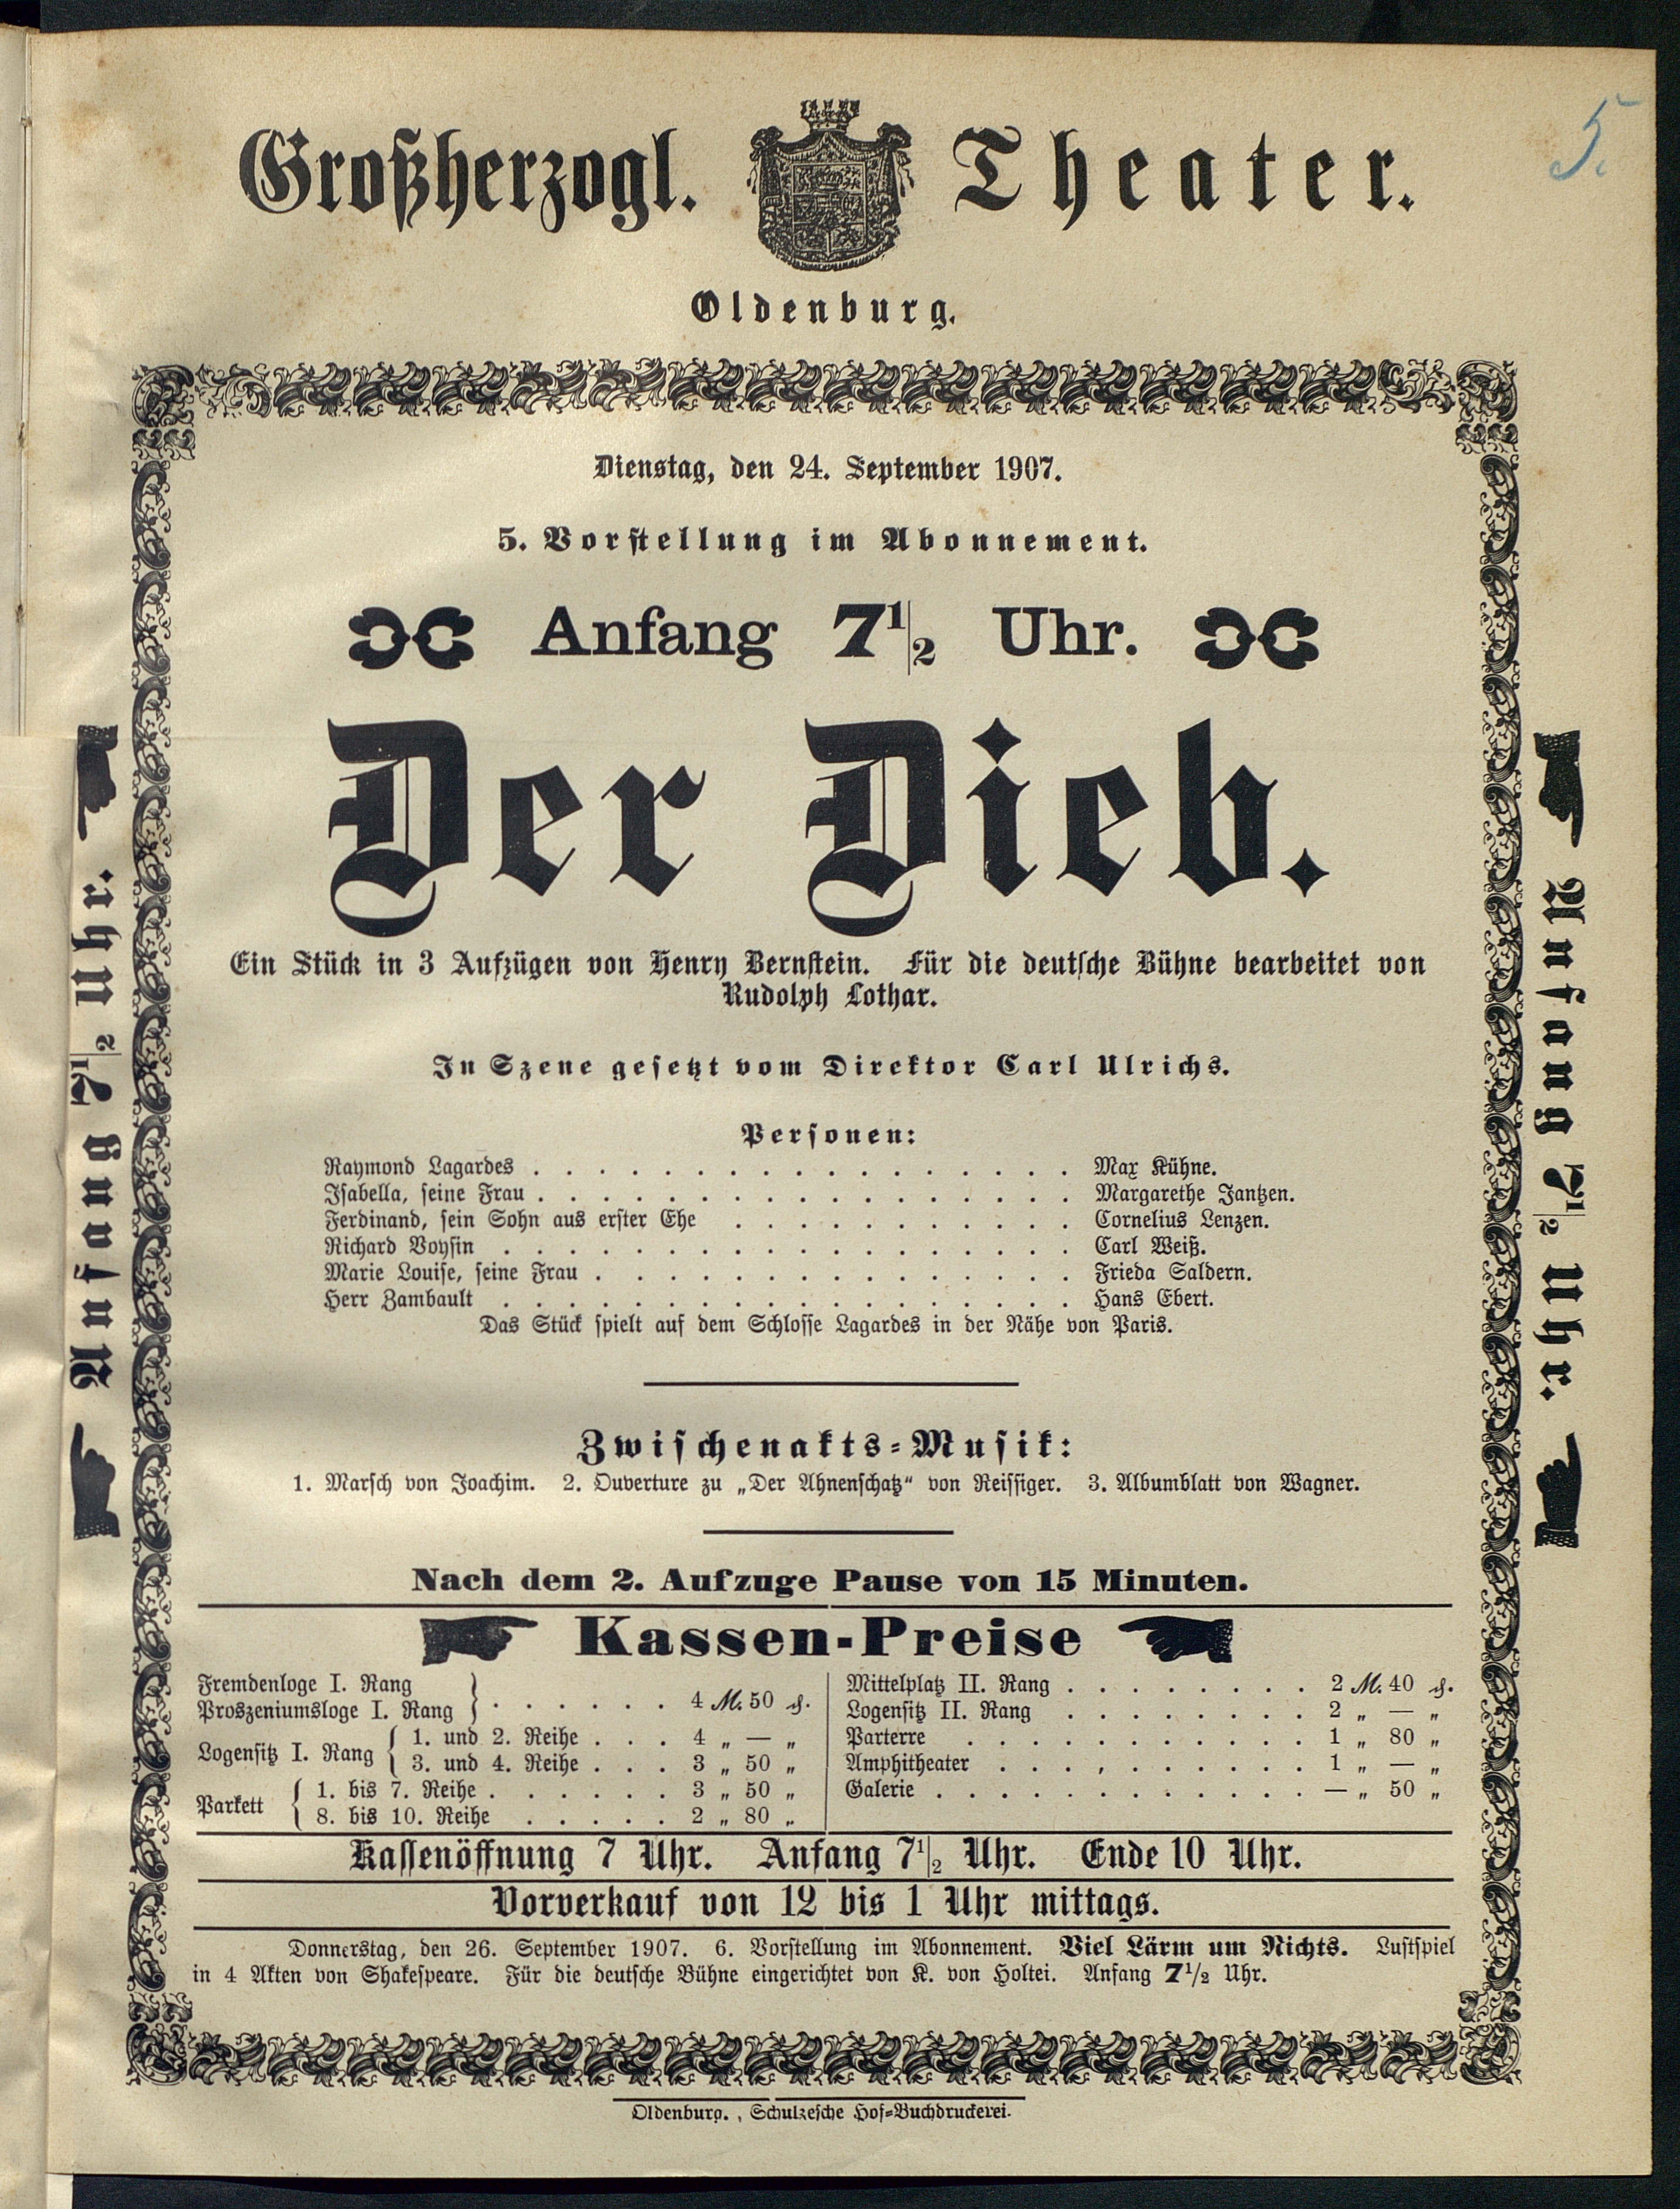 5.
Großherzogl. Theater.
Oldenburg.
Dienstag, den 24. September 1907.
5. Vorstellung im Abonnement.
Anfang 7 1/2 Uhr.
Der Dieb.
Ein Stück in 3 Aufzügen von Henry Bernstein. Für die deutsche Bühne bearbeitet von
Rudolph Lothar.
In Szene gesetzt vom Direktor Carl Ulrichs.
Personen:
Raymond Lagardes . . . . . . . . . . . . . . . . . Max Kühne.
Isabella, seine Frau . . . . . . . . . . . . . . . . . Margarethe Jantzen.
Ferdinand, sein Sohn aus erster Ehe . . . . . . . . . . . Cornelius Lenzen.
Richard Voysin . . . . . . . . . . . . . . . . . . Carl Weiß.
Marie Louise, seine Frau . . . . . . . . . . . . . . . Frieda Saldern.
Herr Zambault . . . . . . . . . . . . . . . . . . Hans Ebert.
Das Stück spielt auf dem Schlosse Lagardes in der Nähe von Paris.
Zwischenakts-Musik:
1. Marsch von Joachim. 2. Ouverture zu „Der Ahnenschatz“ von Reissiger. 3. Albumblatt von Wagner.
Nach dem 2. Aufzuge Pause von 15 Minuten.
Kassen-Preise
Fremdenloge I. Rang
Proszeniumsloge I. Rang } . . . . . . 4 M. 50 ₰.
Logensitz I. Rang { 1. und 2. Reihe . . . 4 „ — „
3. und 4. Reihe . . . 3 „ 50 „
Parkett { 1. bis 7. Reihe . . . . . . 3 „ 50 „
8. bis 10. Reihe . . . . . 2 „ 80 „
Mittelplatz II. Rang . . . . . . . . 2 M. 40 ₰.
Logensitz II. Rang . . . . . . . . 2 „ — „
Parterre . . . . . . . . . . . 1 „ 80 „
Amphitheater . . . . . . . . . . 1 „ — „
Galerie . . . . . . . . . . . . — „ 50 „
Kassenöffnung 7 Uhr. Anfang 7 1/2 Uhr. Ende 10 Uhr.
Vorverkauf von 12 bis 1 Uhr mittags.
Donnerstag, den 26. September 1907. 6. Vorstellung im Abonnement. Viel Lärm um Nichts. Lustspiel
in 4 Akten von Shakespeare. Für die deutsche Bühne eingerichtet von K. von Holtei. Anfang 7 1/2 Uhr.
Oldenburg. , Schulzesche Hof-Buchdruckerei.
Anfang 7 1/2 Uhr.
Anfang 7 1/2 Uhr.